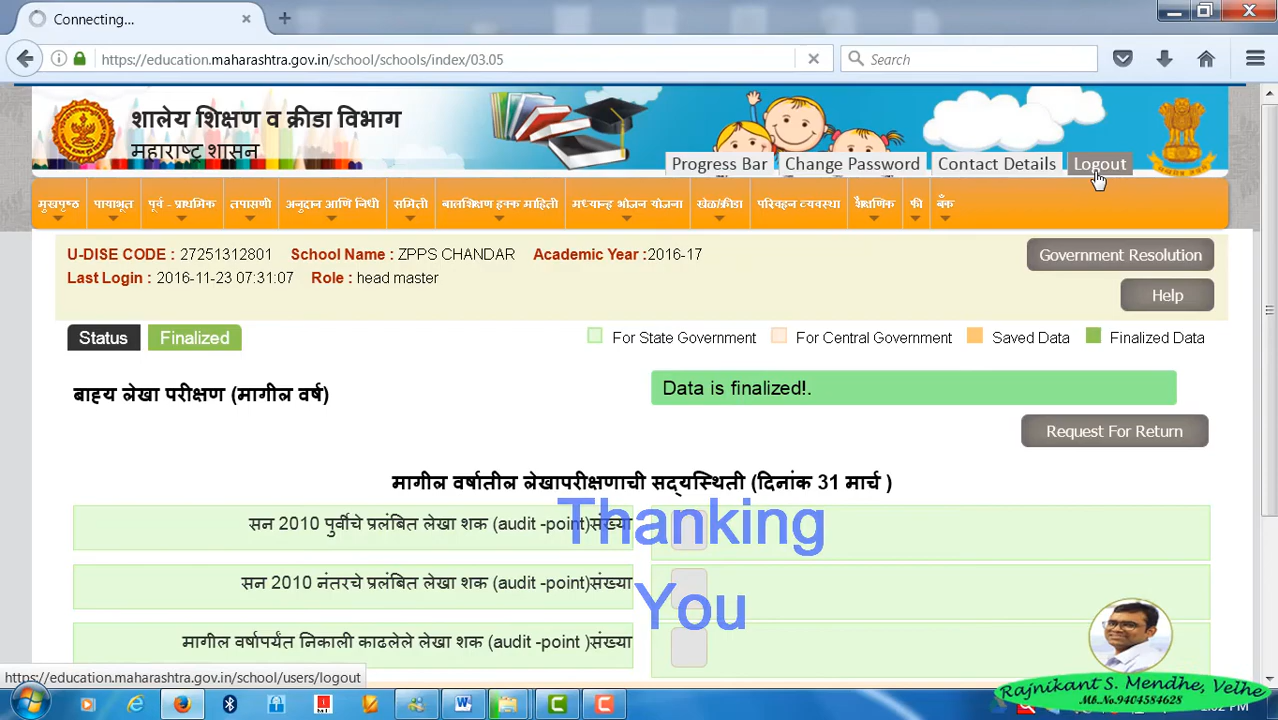 Connecting...
https://education.maharashtra.gov.in/school/schools/index/03.05
Search
शालेय शिक्षण व क्रीडा विभाग
महाराष्ट्र शासन
Progress Bar Change Password Contact Details Logout
मुखपृष्ठ पायाभूत पूर्व - प्राथमिक तपासणी अनुदान आणि निधी समिती बालशिक्षण हक्क माहिती मध्यान्ह भोजन योजना खेळ/क्रीडा परिवहन व्यवस्था शैक्षणिक फी बँक
U-DISE CODE : 27251312801 School Name : ZPPS CHANDAR Academic Year :2016-17
Government Resolution
Last Login : 2016-11-23 07:31:07 Role : head master
Help
Status Finalized
For State Government For Central Government Saved Data Finalized Data
बाह्य लेखा परीक्षण (मागील वर्ष)
Data is finalized!.
Request For Return
मागील वर्षातील लेखापरीक्षणाची सद्यस्थिती (दिनांक 31 मार्च )
सन 2010 पुर्वीचे प्रलंबित लेखा शक (audit -point)संख्या
Thanking
सन 2010 नंतरचे प्रलंबित लेखा शक (audit -point)संख्या
You
मागील वर्षापर्यंत निकाली काढलेले लेखा शक (audit -point )संख्या
https://education.maharashtra.gov.in/school/users/logout
Rajnikant S. Mendhe, Velhe
Mb.No.9404584628